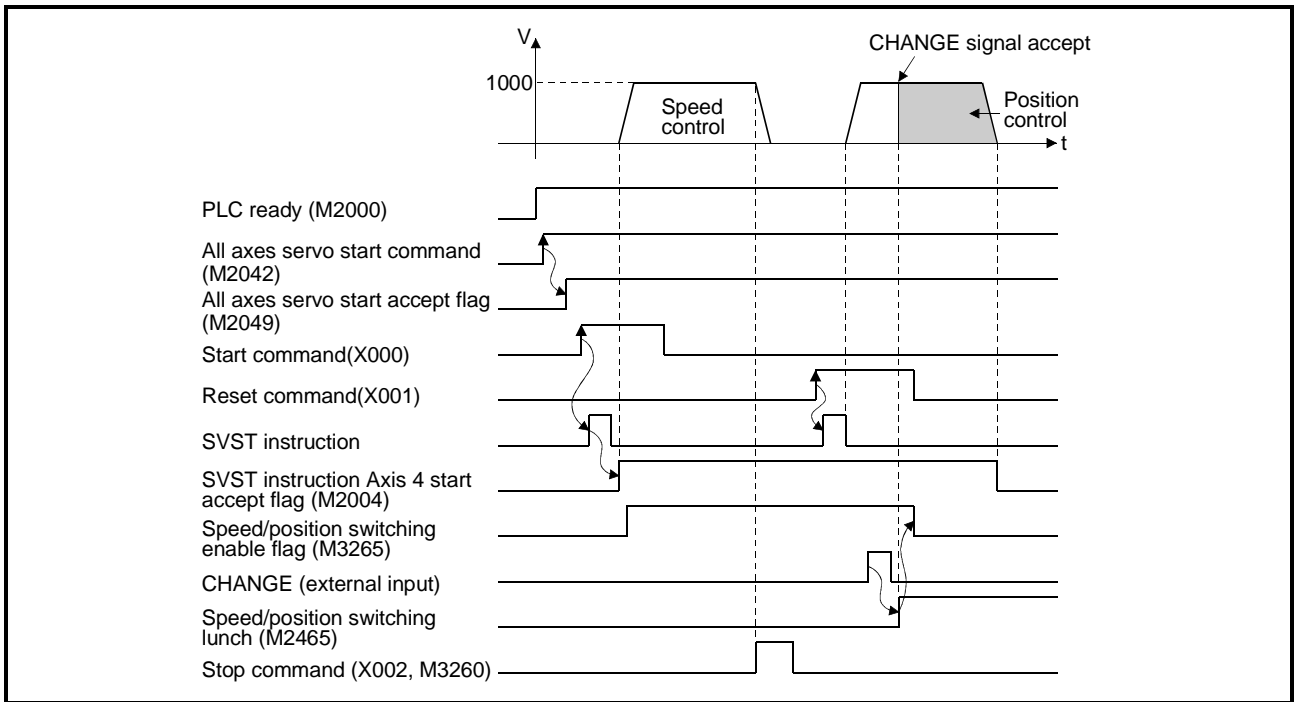 V
CHANGE signal accept
1000
Speed
control
Position
control
t
PLC ready (M2000)
All axes servo start command
(M2042)
All axes servo start accept flag
(M2049)
Start command(X000)
Reset command(X001)
SVST instruction
SVST instruction Axis 4 start
accept flag (M2004)
Speed/position switching
enable flag (M3265)
CHANGE (external input)
Speed/position switching
lunch (M2465)
Stop command (X002, M3260)